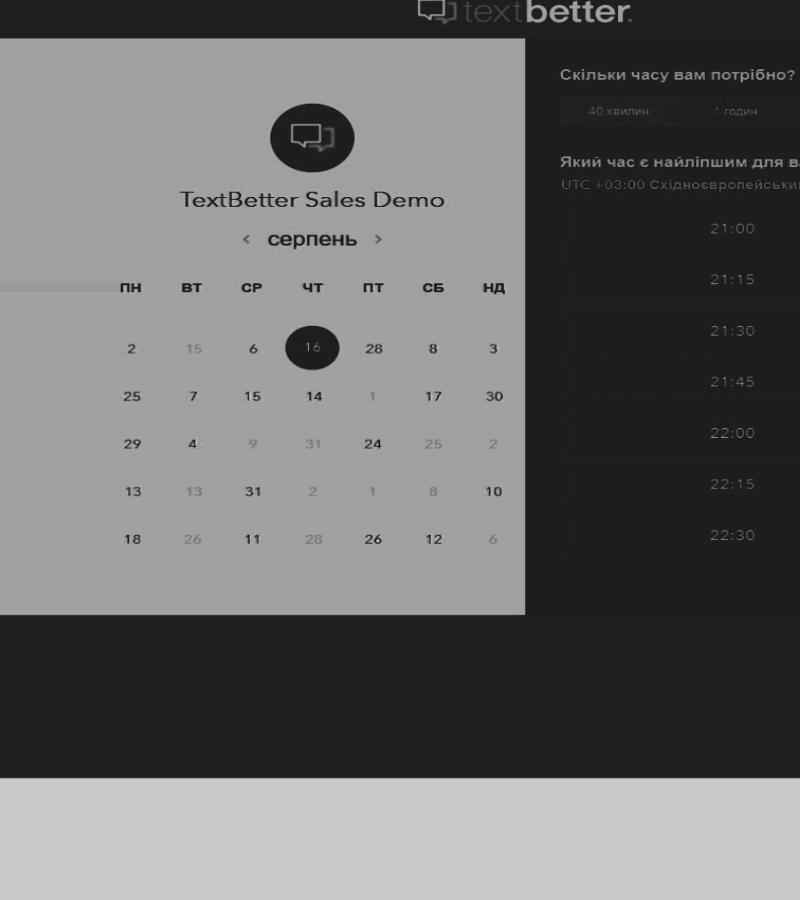 textbetter.
TextBetter Sales Demo
серпень
ПН ВТ СР ЧТ ПТ СБ НД
2 15 6 16 28 8 3
25 7 15 14 1 17 30
29 4 9 31 24 25 2
13 13 31 2 1 8 10
18 26 11 28 26 12 6
Скільки часу вам потрібно?
40 хвилин 1 годин
Який час є найліпшим для
UTC +03:00
21:00
21:15
21:30
21:45
22:00
22:15
22:30